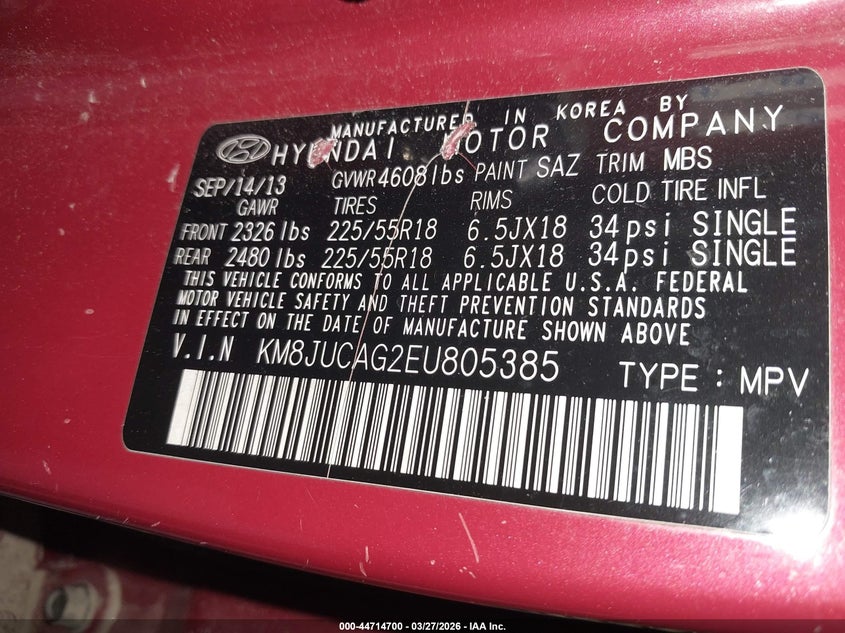 MANUFACTURED IN KOREA BY
HYUNDAI MOTOR COMPANY
SEP/14/13 GVWR 4608lbs PAINT SAZ TRIM MBS
GAWR TIRES RIMS COLD TIRE INFL
FRONT 2326 lbs 225/55R18 6.5JX18 34psi SINGLE
REAR 2480 lbs 225/55R18 6.5JX18 34psi SINGLE
THIS VEHICLE CONFORMS TO ALL APPLICABLE U.S.A. FEDERAL
MOTOR VEHICLE SAFETY AND THEFT PREVENTION STANDARDS
IN EFFECT ON THE DATE OF MANUFACTURE SHOWN ABOVE
V.I.N KM8JUCAG2EU805385 TYPE : MPV
000-44714700 — 03/27/2026 - IAA Inc.